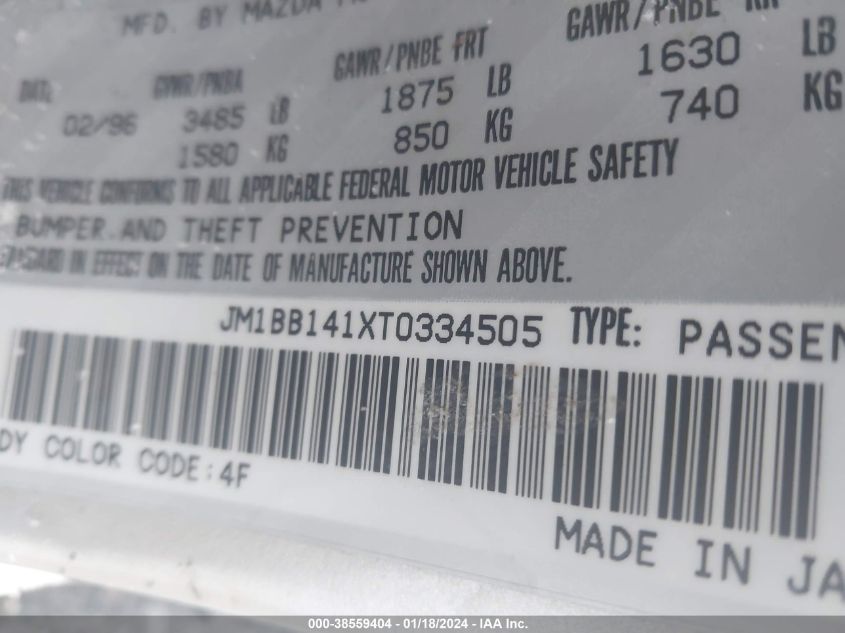 MFD. BY MAZDA
DATE GVWR/PNBA GAWR/PNBE FRT GAWR/PNBE RR
02/96 3485 LB 1875 LB 1630 LB
1580 KG 850 KG 740 KG
THIS VEHICLE CONFORMS TO ALL APPLICABLE FEDERAL MOTOR VEHICLE SAFETY
BUMPER AND THEFT PREVENTION
STANDARD IN EFFECT ON THE DATE OF MANUFACTURE SHOWN ABOVE.
JM1BB141XT0334505 TYPE: PASSEN
DY COLOR CODE:4F
MADE IN JA
000-38559404 - 01/18/2024 - IAA Inc.